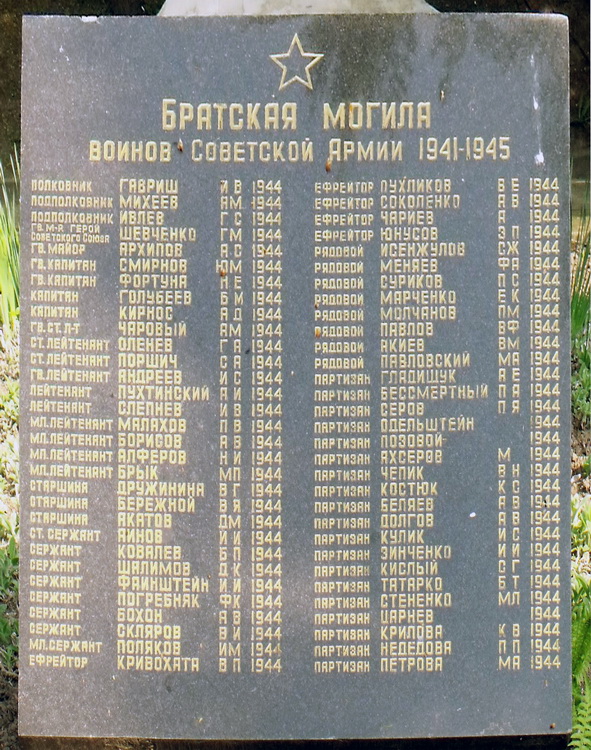 Братская могила
воинов Советской Армии 1941-1945
полковник Гавриш И В 1944
подполковник Михеев А М 1944
подполковник Ивлев Г С 1944
гв. м-р Герой Советского Союза Шевченко Г М 1944
гв. майор Архипов А С 1944
гв. капитан Смирнов Ю М 1944
гв. капитан Фортуна Н Е 1944
капитан Голубеев Б М 1944
капитан Кирнос А Д 1944
гв. ст. л-т Чаровый А М 1944
ст. лейтенант Оленев Г А 1944
ст. лейтенант Поршич С А 1944
гв. лейтенант Андреев И С 1944
лейтенант Пухтинский А И 1944
лейтенант Слепнев И И 1944
мл. лейтенант Малахов П В 1944
мл. лейтенант Борисов А В 1944
мл. лейтенант Алферов Н И 1944
мл. лейтенант Брык М П 1944
старшина Дружинина В Г 1944
старшина Бережной В Я 1944
старшина Акатов Д М 1944
ст. сержант Аинов И И 1944
сержант Ковалев Б П 1944
сержант Шалимов Д К 1944
сержант Фаинштейн И И 1944
сержант Погребняк Ф К 1944
сержант Бохон А В 1944
сержант Скляров В И 1944
мл. сержант Поляков И М 1944
ефрейтор Кривохата В П 1944
ефрейтор Пухликов В Е 1944
ефрейтор Соколенко А В 1944
ефрейтор Чариев А 1944
ефрейтор Юнусов З П 1944
рядовой Исенжулов С Ж 1944
рядовой Меняев Ф А 1944
рядовой Суриков П С 1944
рядовой Марченко Е К 1944
рядовой Молчанов П М 1944
рядовой Павлов В Ф 1944
рядовой Акиев В М 1944
рядовой Павловский М А 1944
партизан Гладищук А Е 1944
партизан Бессмертный П А 1944
партизан Серов П Я 1944
партизан Одельштейн 1944
партизан Лозовой 1944
партизан Ахсеров М 1944
партизан Чепик В Н 1944
партизан Костюк К С 1944
партизан Беляев А В 1944
партизан Долгов А В 1944
партизан Кулик И С 1944
партизан Зинченко И И 1944
партизан Кислый С Г 1944
партизан Татарко Б Т 1944
партизан Стененко М Л 1944
партизан Царнев 1944
партизан Крилова К В 1944
партизан Недедова П П 1944
партизан Петрова М А 1944